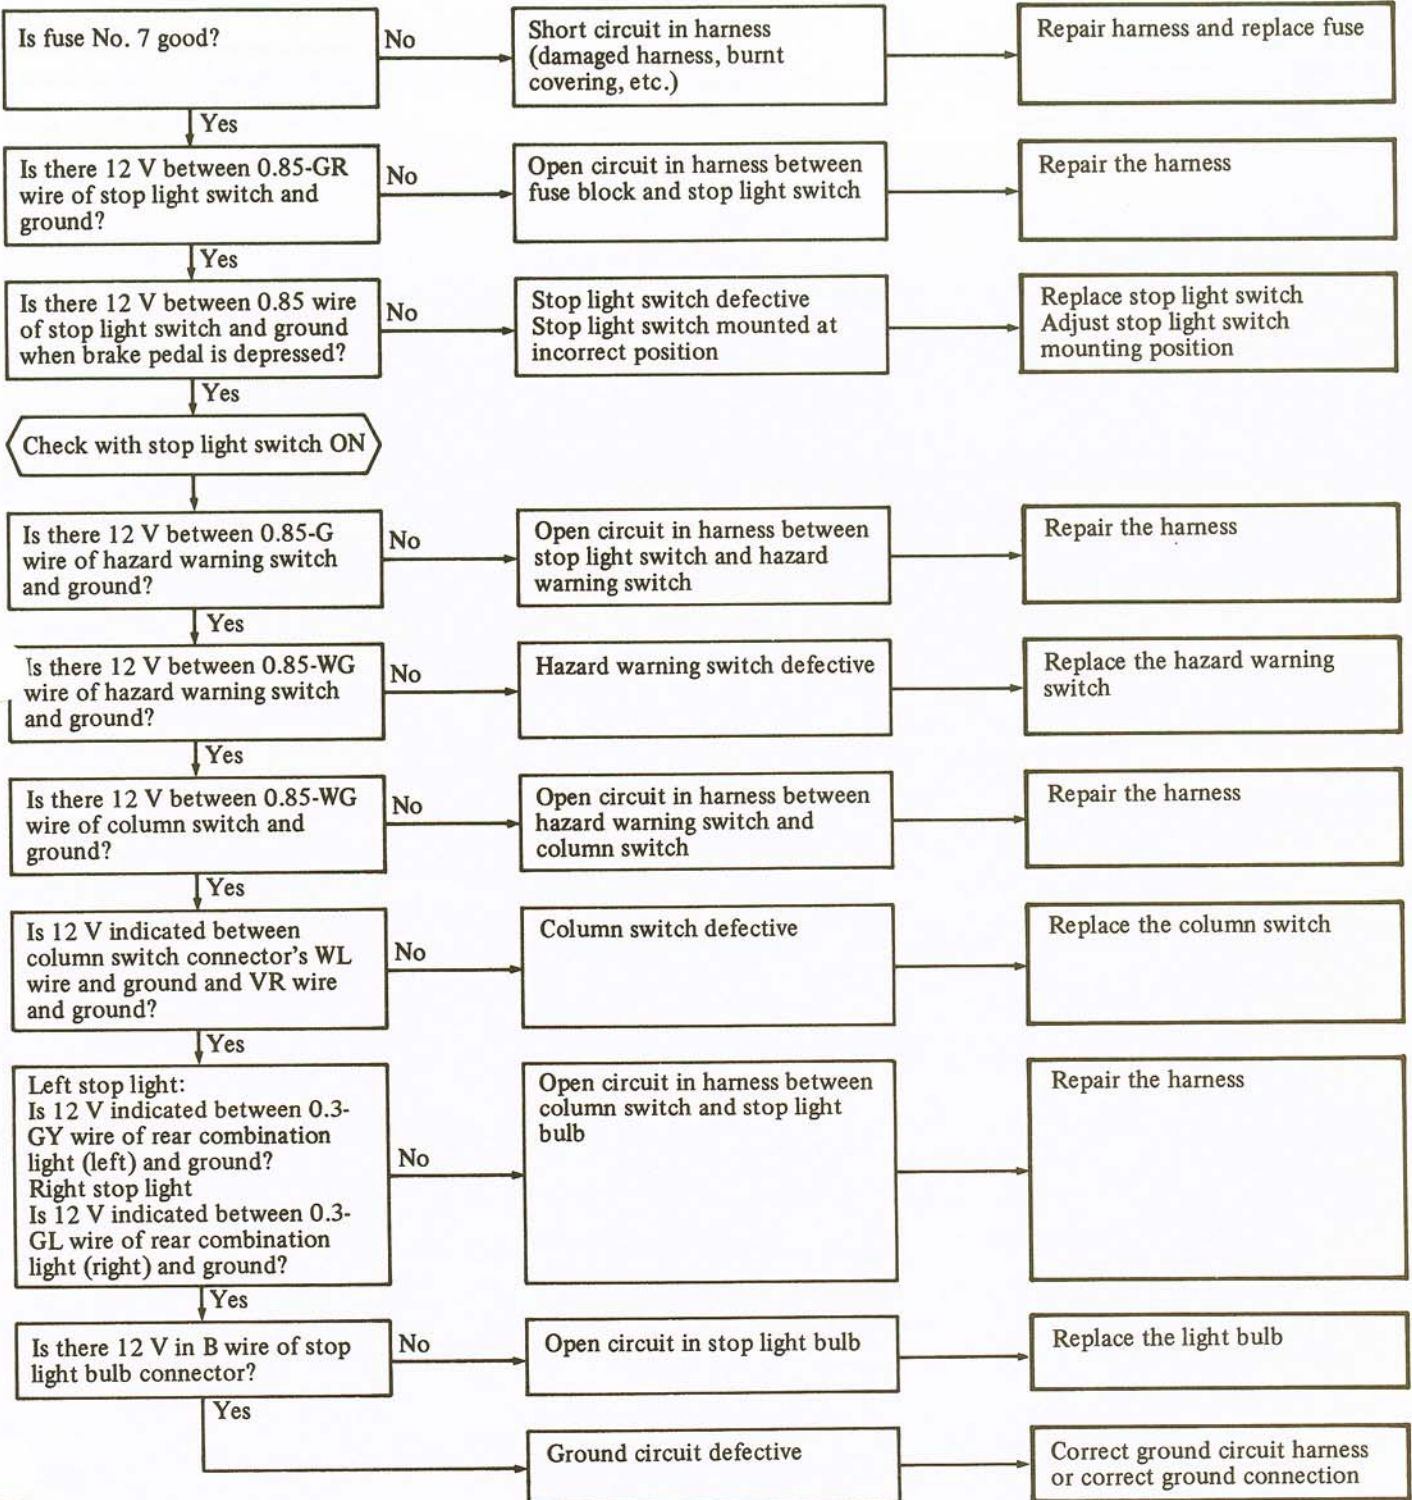 Is fuse No. 7 good?
No
Short circuit in harness
(damaged harness, burnt
covering, etc.)
Repair harness and replace fuse
Yes
Is there 12 V between 0.85-GR
wire of stop light switch and
ground?
No
Open circuit in harness between
fuse block and stop light switch
Repair the harness
Yes
Is there 12 V between 0.85 wire
of stop light switch and ground
when brake pedal is depressed?
No
Stop light switch defective
Stop light switch mounted at
incorrect position
Replace stop light switch
Adjust stop light switch
mounting position
Yes
Check with stop light switch ON
Is there 12 V between 0.85-G
wire of hazard warning switch
and ground?
No
Open circuit in harness between
stop light switch and hazard
warning switch
Repair the harness
Yes
Is there 12 V between 0.85-WG
wire of hazard warning switch
and ground?
No
Hazard warning switch defective
Replace the hazard warning
switch
Yes
Is there 12 V between 0.85-WG
wire of column switch and
ground?
No
Open circuit in harness between
hazard warning switch and
column switch
Repair the harness
Yes
Is 12 V indicated between
column switch connector's WL
wire and ground and VR wire
and ground?
No
Column switch defective
Replace the column switch
Yes
Left stop light:
Is 12 V indicated between 0.3-
GY wire of rear combination
light (left) and ground?
Right stop light
Is 12 V indicated between 0.3-
GL wire of rear combination
light (right) and ground?
No
Open circuit in harness between
column switch and stop light
bulb
Repair the harness
Yes
Is there 12 V in B wire of stop
light bulb connector?
No
Open circuit in stop light bulb
Replace the light bulb
Yes
Ground circuit defective
Correct ground circuit harness
or correct ground connection